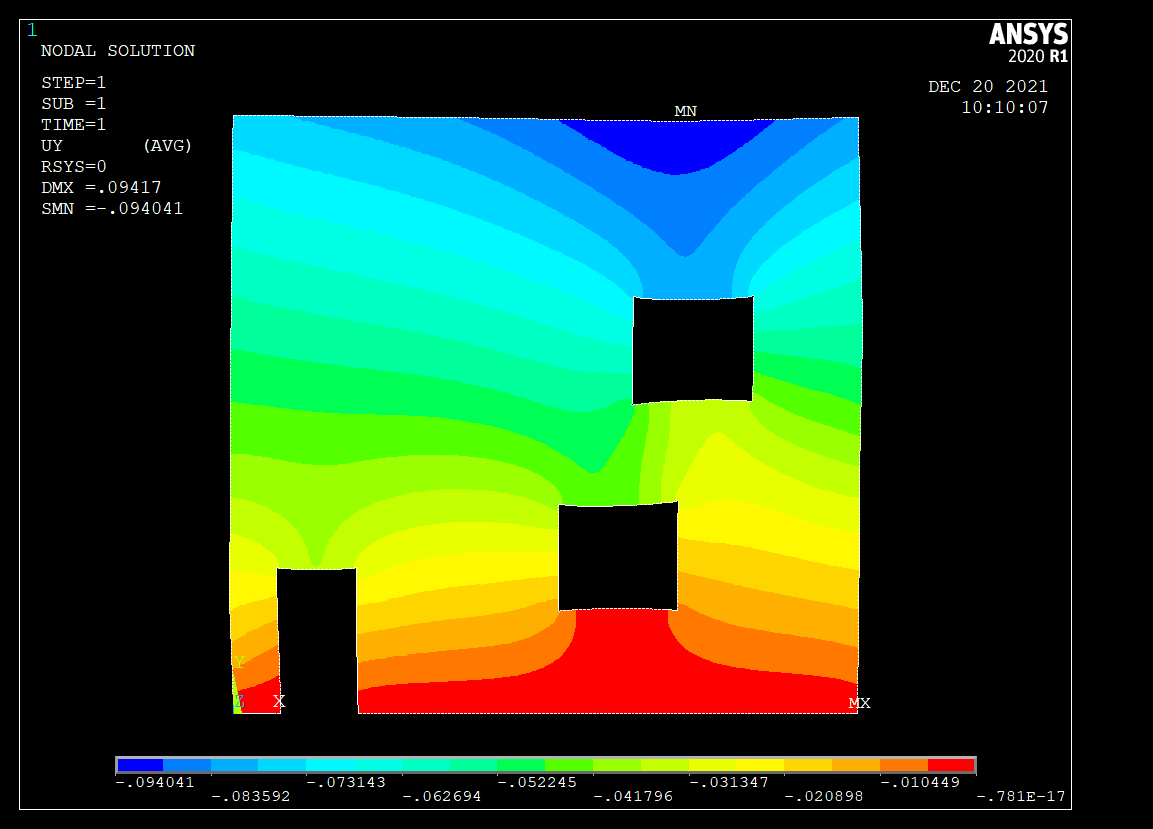 1
NODAL SOLUTION
STEP=1
SUB =1
TIME=1
UY (AVG)
RSYS=0
DMX =.09417
SMN =-.094041
ANSYS
2020 R1
DEC 20 2021
10:10:07
MN
Y
Z X
MX
-.094041 -.073143 -.052245 -.031347 -.010449
-.083592 -.062694 -.041796 -.020898 -.781E-17